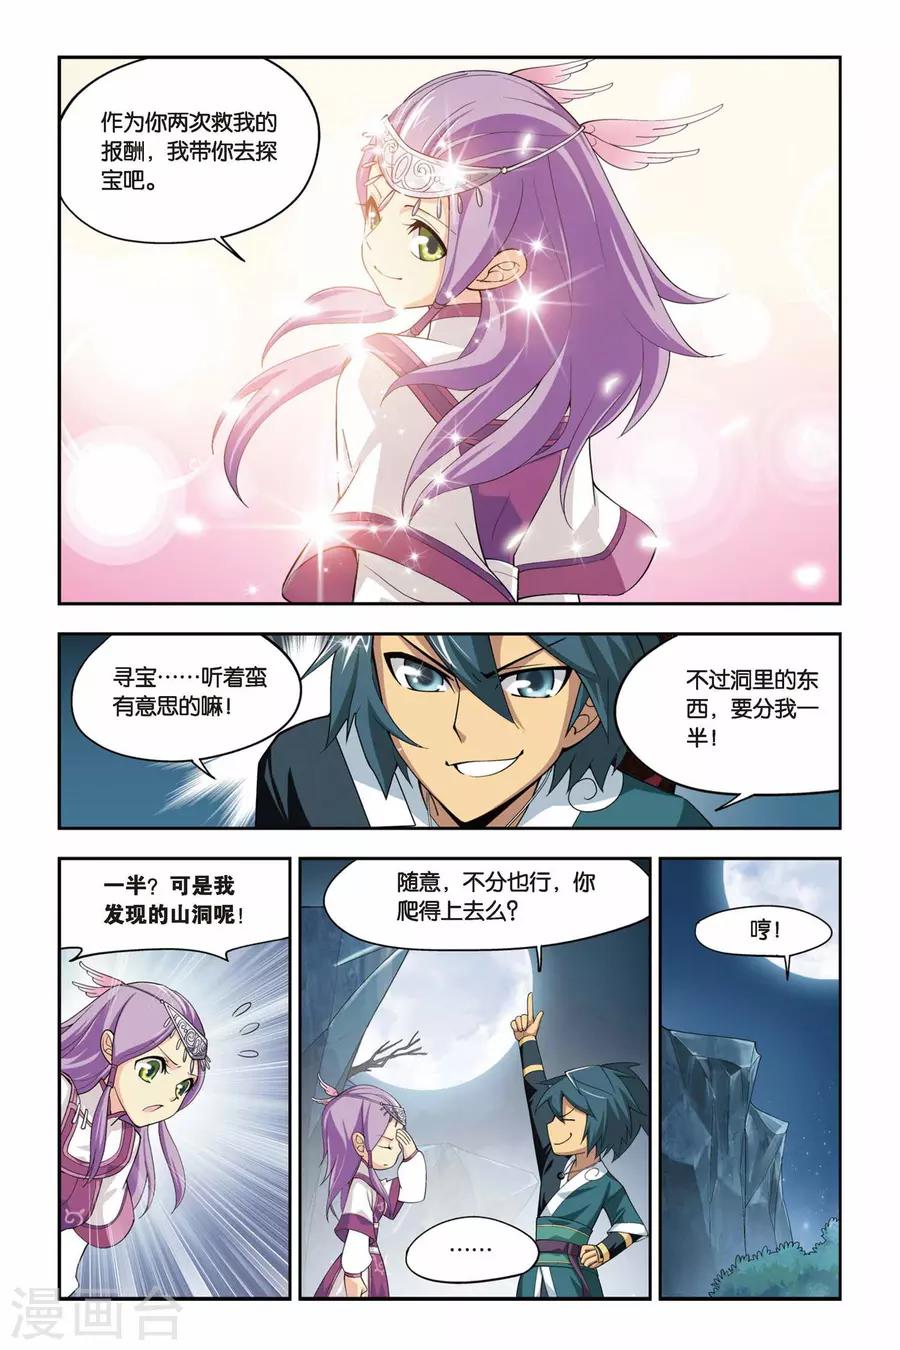 作为你两次救我的
报酬，我带你去探
宝吧。
寻宝……听着蛮
有意思的嘛！
不过洞里的东
西，要分我一
半！
一半？可是我
发现的山洞呢！
随意，不分也行，你
爬得上去么？
……
哼！
漫画台